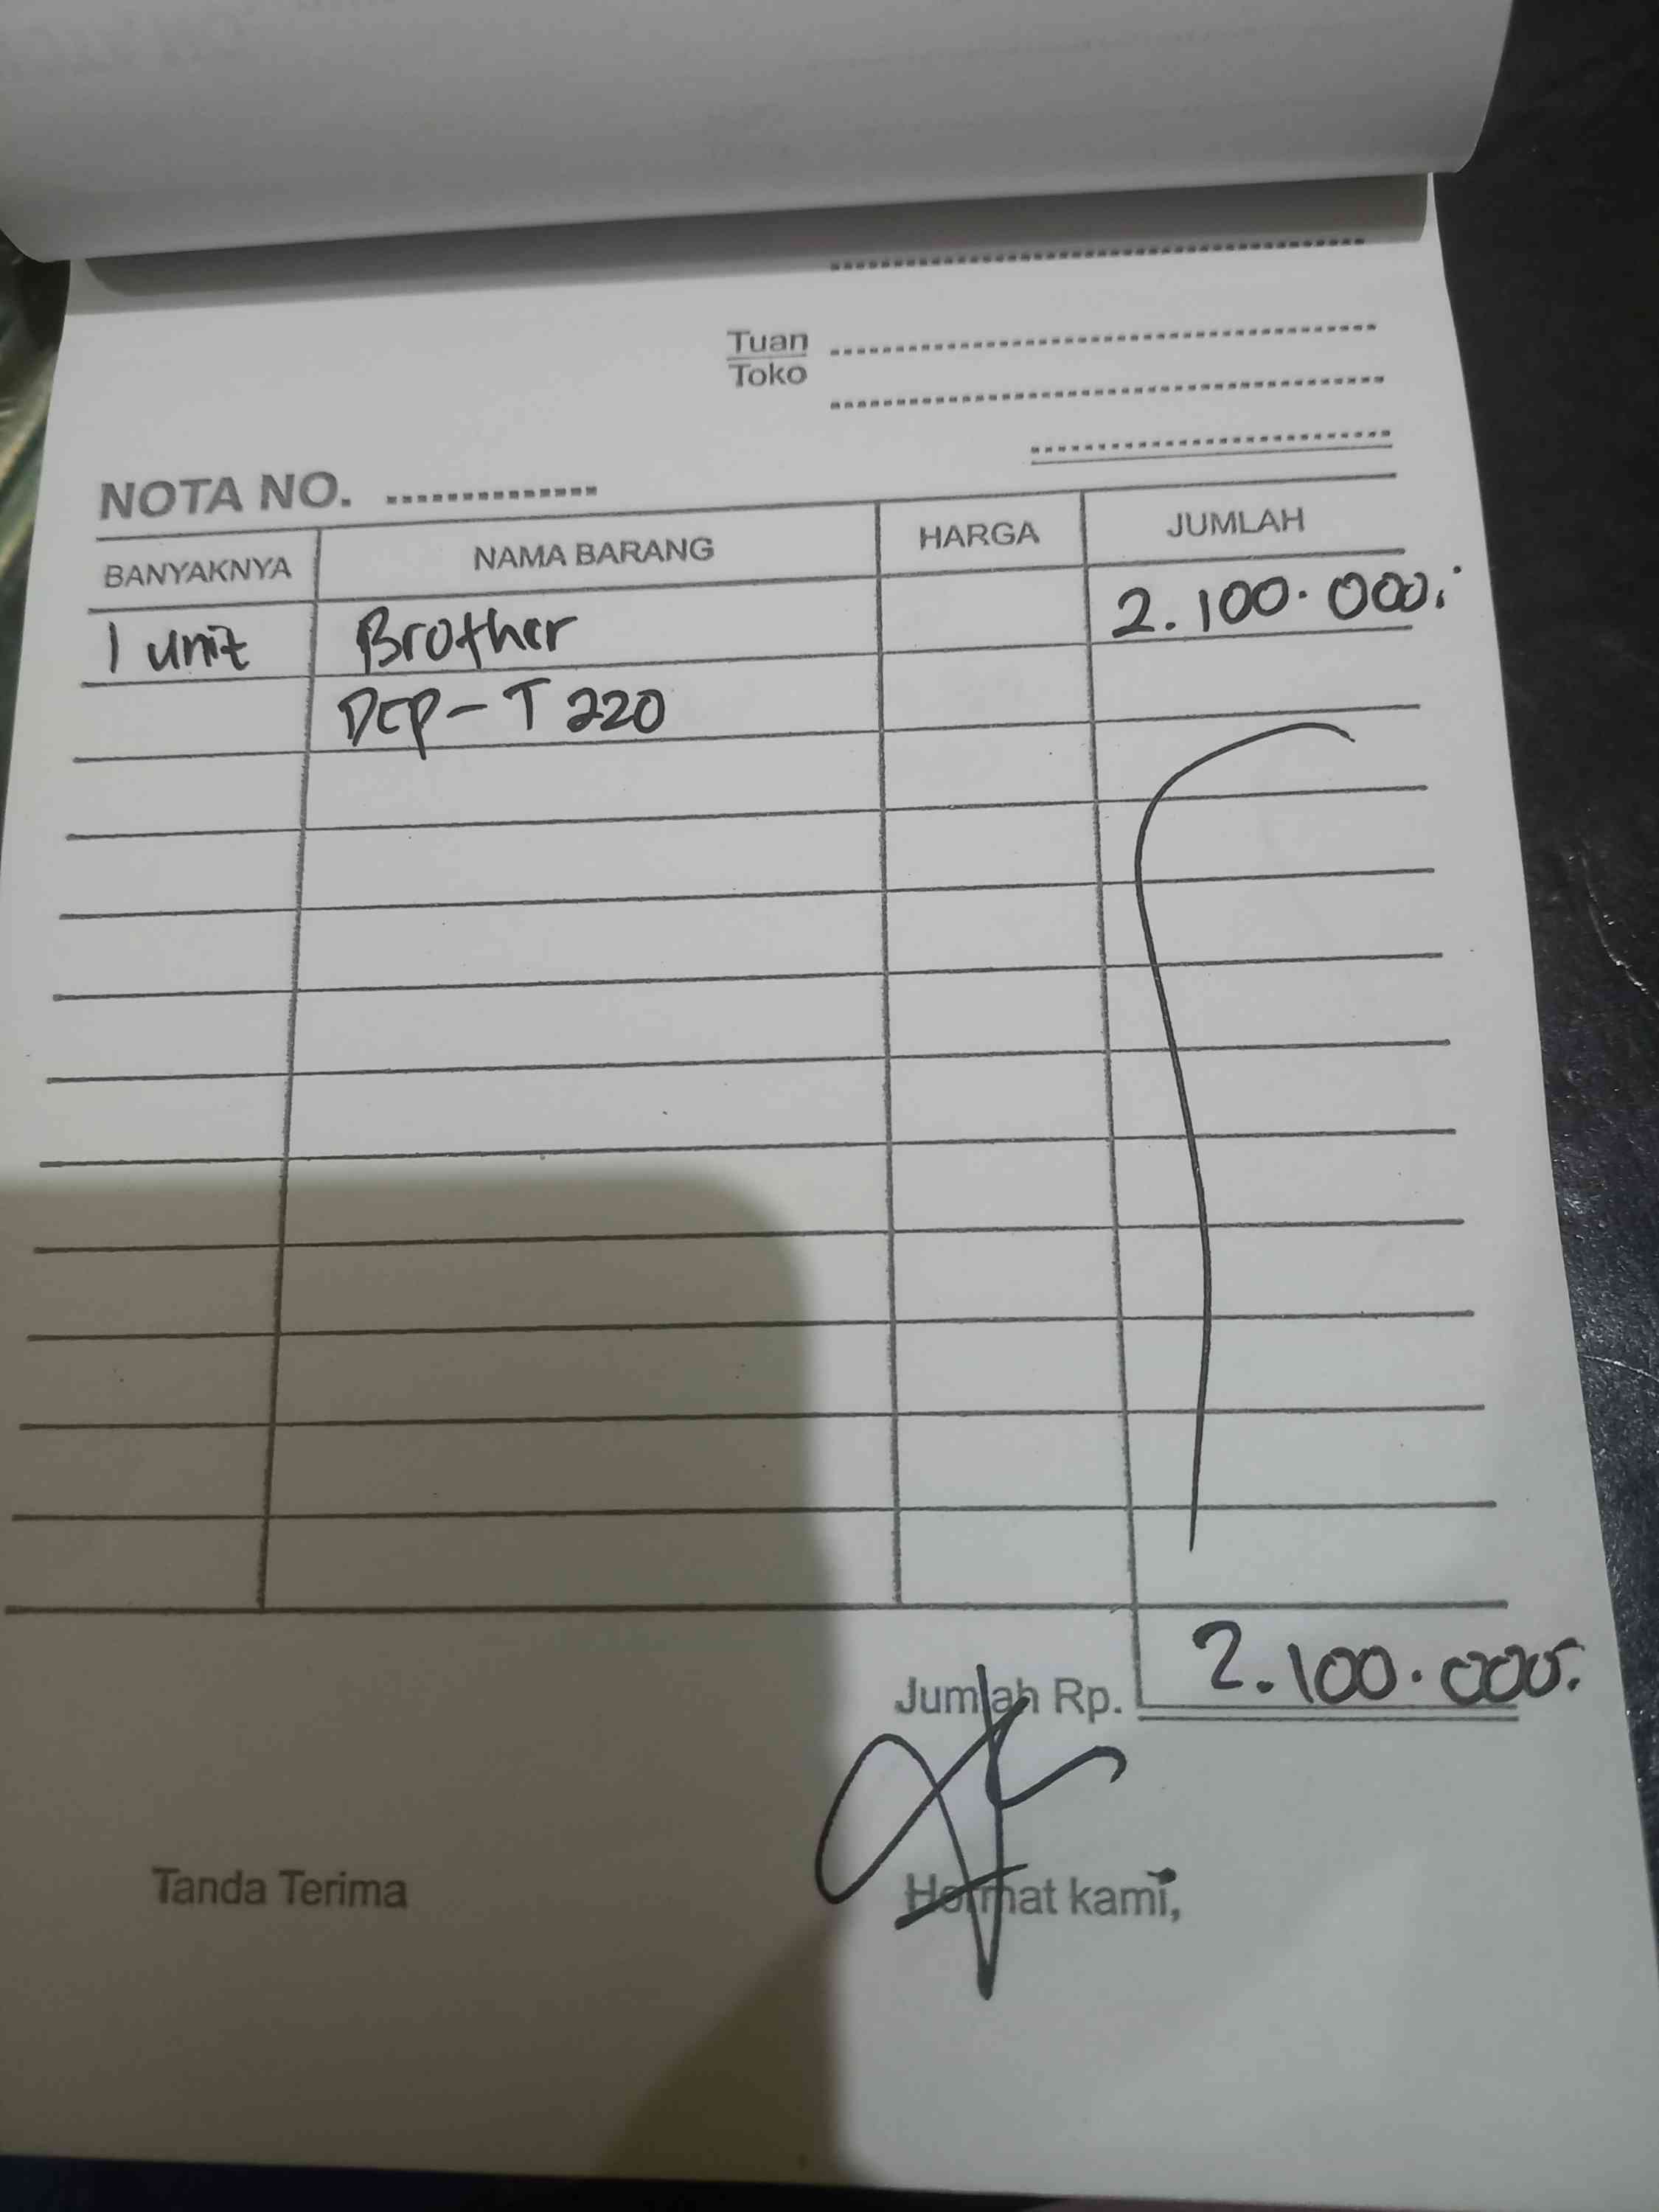 Tuan
Toko
NOTA NO. ................
BANYAKNYA NAMA BARANG HARGA JUMLAH
1 unit Brother 2.100.000.
DCP-T220
Jumlah Rp. 2.100.000.
Tanda Terima Hormat kami,